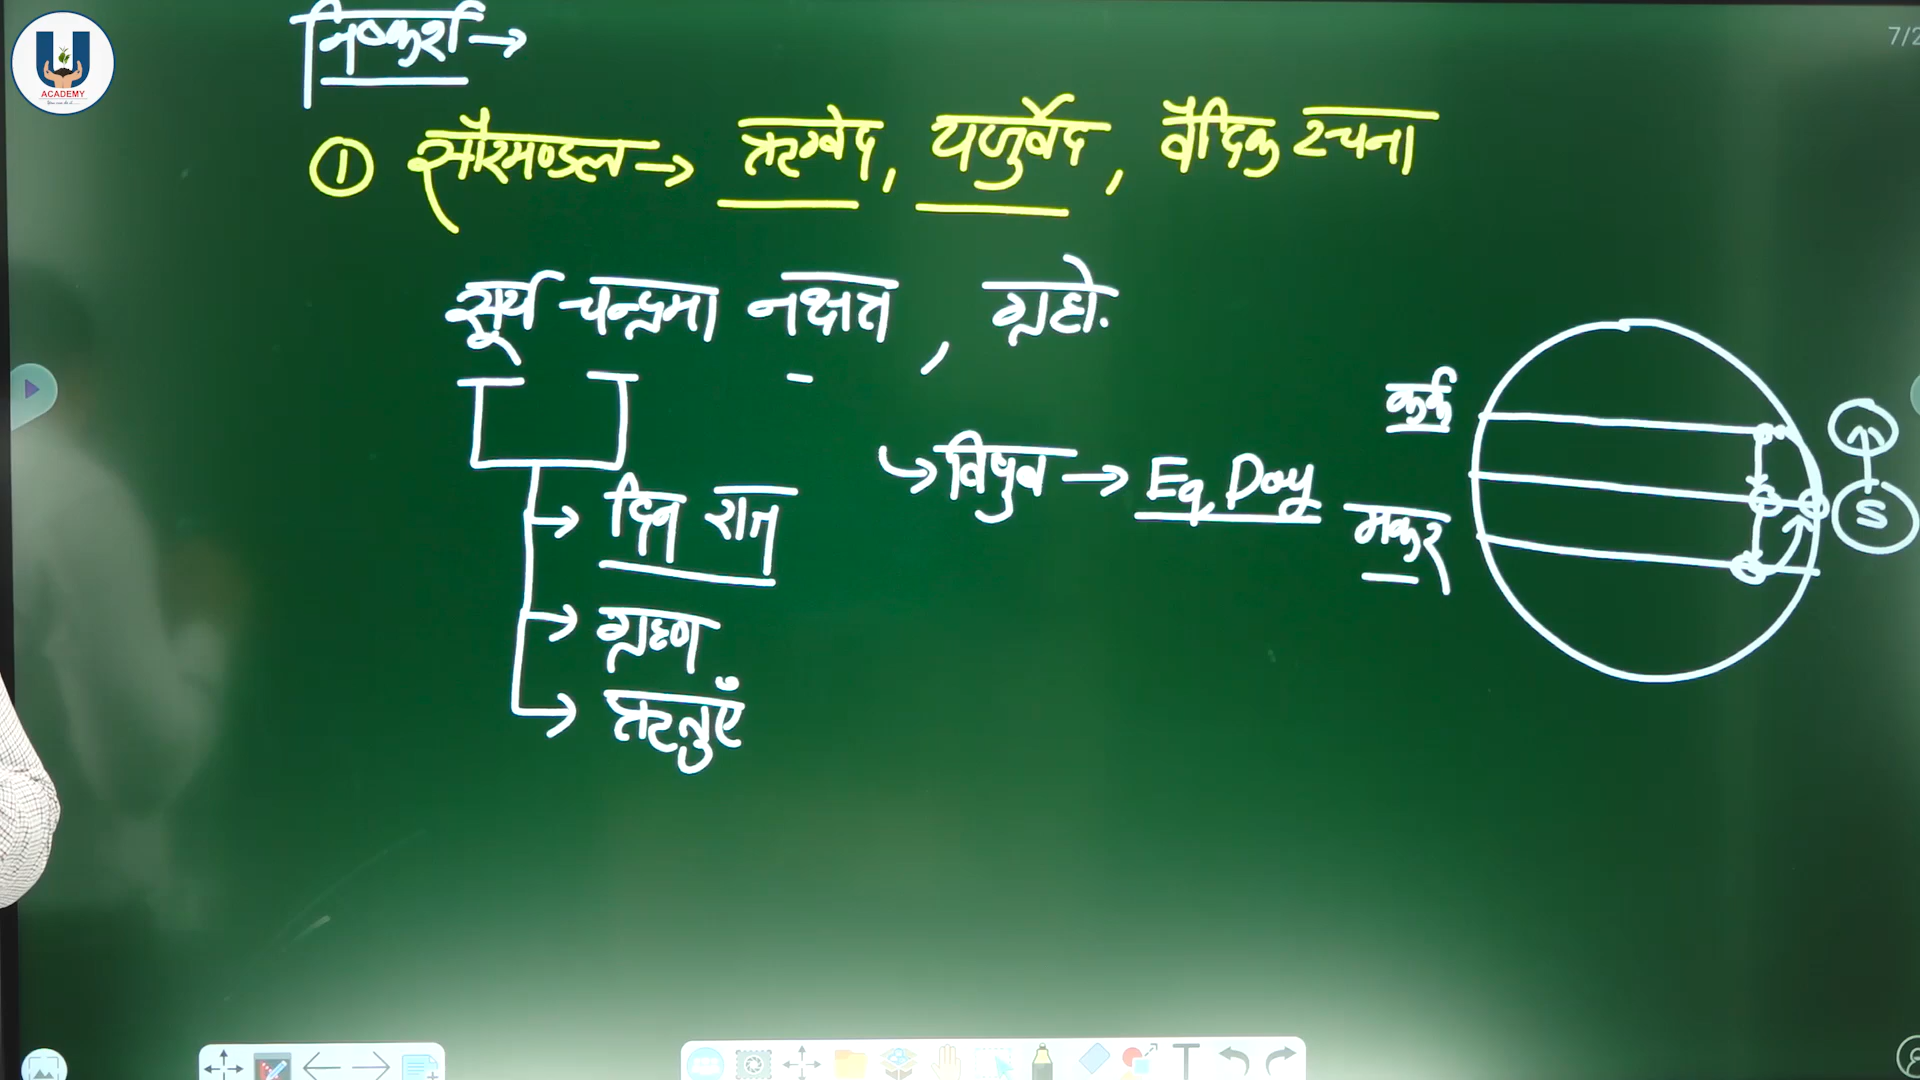 निष्कर्श →
① सौरमण्डल → ऋग्वेद, यजुर्वेद, वैदिक रचना
सूर्य चन्द्रमा नक्षत्र, ग्रहो.
→ दिन रात
→ ग्रहण
→ ऋतुएँ
↪ विषुव → Eq, Day
कर्क
मकर
S
U
ACADEMY
7/2
T